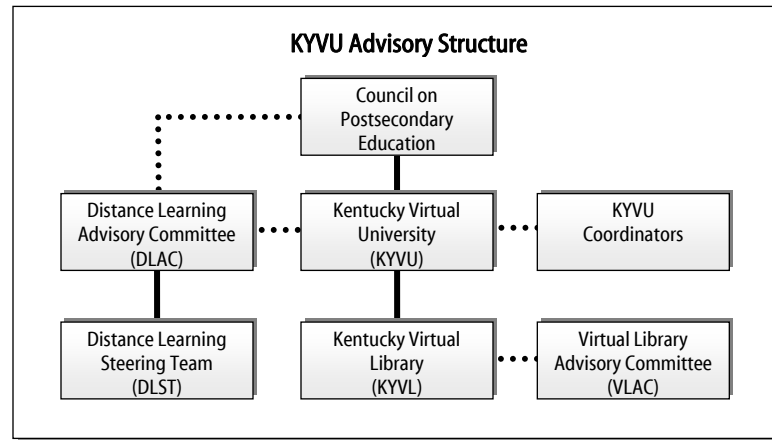 KYVU Advisory Structure
Council on
Postsecondary
Education
Distance Learning
Advisory Committee
(DLAC)
Kentucky Virtual
University
(KYVU)
KYVU
Coordinators
Distance Learning
Steering Team
(DLST)
Kentucky Virtual
Library
(KYVL)
Virtual Library
Advisory Committee
(VLAC)